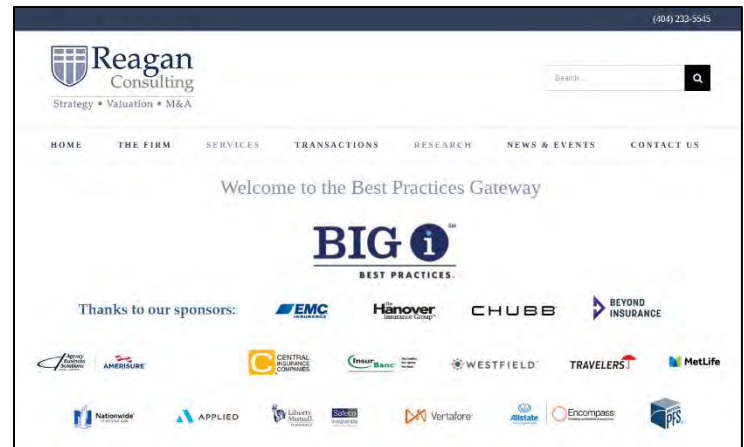 (404) 233-5545
Reagan
Consulting
Strategy • Valuation • M&A
Search...
HOME THE FIRM SERVICES TRANSACTIONS RESEARCH NEWS & EVENTS CONTACT US
Welcome to the Best Practices Gateway
BIG i
BEST PRACTICES.
Thanks to our sponsors:
EMC
INSURANCE
The
Hanover
Insurance Group
CHUBB
BEYOND
INSURANCE
Agency
Business
Solutions
AMERISURE
CENTRAL
INSURANCE
COMPANIES
InsurBanc
WESTFIELD
TRAVELERS
MetLife
Nationwide
APPLIED
Liberty
Mutual.
INSURANCE
Safeco
Insurance
Vertafore
Allstate
Encompass
PFS